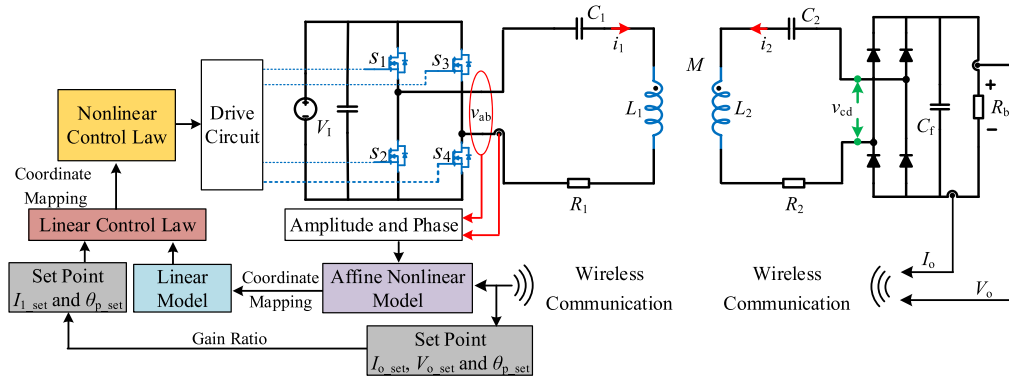 Nonlinear
Control Law
Drive
Circuit
s1
s3
s2
s4
VI
vab
C1
i1
L1
R1
M
C2
i2
L2
R2
vcd
Cf
Rb
+
−
Coordinate
Mapping
Linear Control Law
Amplitude and Phase
Set Point
I1_set and θp_set
Linear
Model
Coordinate
Mapping
Affine Nonlinear
Model
Wireless
Communication
Wireless
Communication
Io
Vo
Gain Ratio
Set Point
Io_set, Vo_set and θp_set